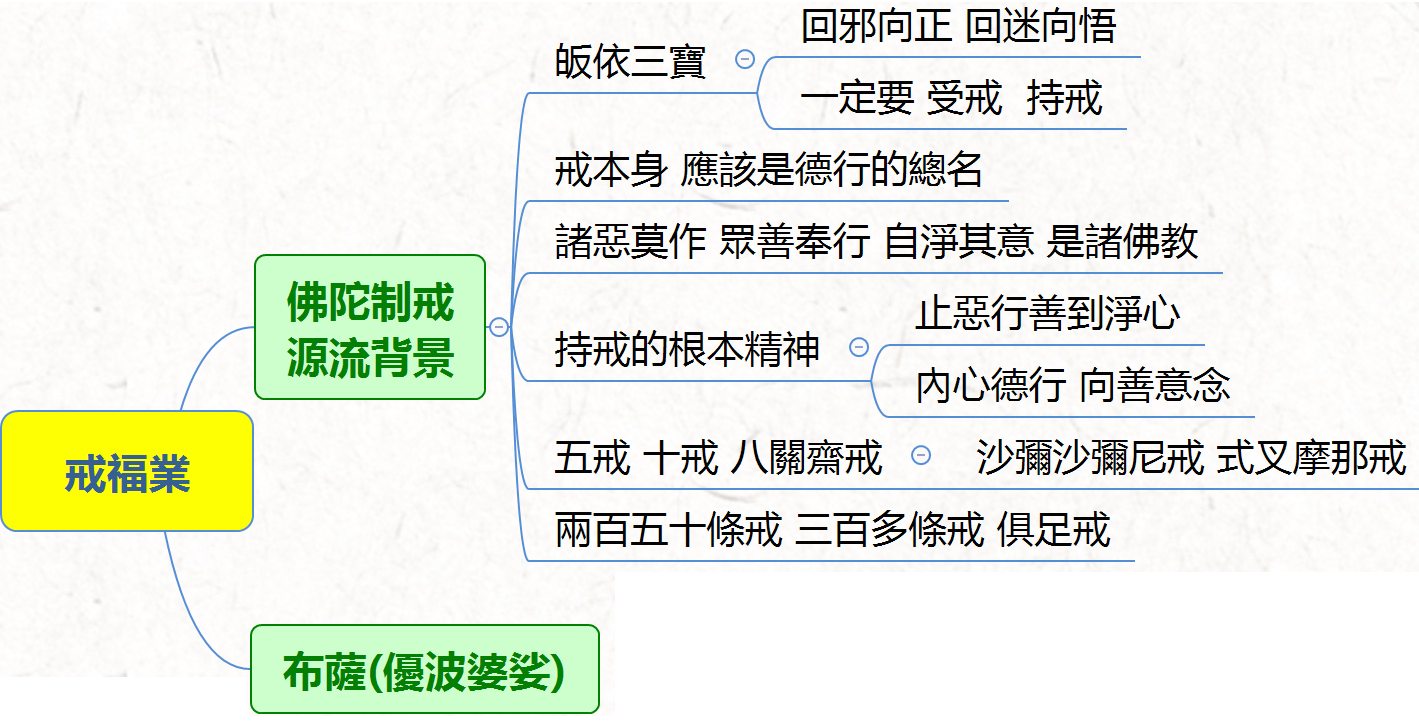 回邪向正 回迷向悟
皈依三寶
一定要 受戒 持戒
戒本身 應該是德行的總名
諸惡莫作 眾善奉行 自淨其意 是諸佛教
佛陀制戒
源流背景
止惡行善到淨心
持戒的根本精神
內心德行 向善意念
五戒 十戒 八關齋戒
沙彌沙彌尼戒 式叉摩那戒
兩百五十條戒 三百多條戒 俱足戒
戒福業
布薩(優波婆娑)